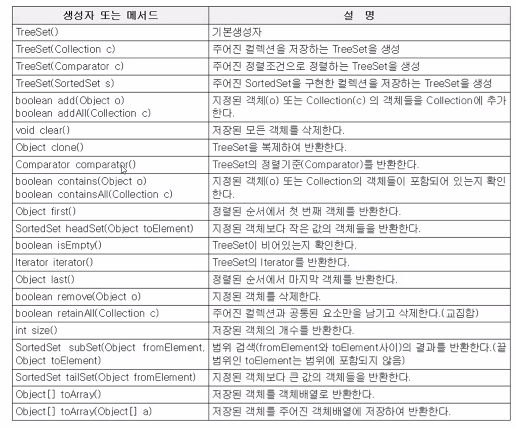 생성자 또는 메서드 설 명
TreeSet() 기본생성자
TreeSet(Collection c) 주어진 컬렉션을 저장하는 TreeSet을 생성
TreeSet(Comparator c) 주어진 정렬조건으로 정렬하는 TreeSet을 생성
TreeSet(SortedSet s) 주어진 SortedSet을 구현한 컬렉션을 저장하는 TreeSet을 생성
boolean add(Object o) 지정된 객체(o) 또는 Collection(c) 의 객체들을 Collection에 추가
boolean addAll(Collection c) 한다.
void clear() 저장된 모든 객체를 삭제한다.
Object clone() TreeSet을 복제하여 반환한다.
Comparator comparator() TreeSet의 정렬기준(Comparator)를 반환한다.
boolean contains(Object o) 지정된 객체(o) 또는 Collection의 객체들이 포함되어 있는지 확인
boolean containsAll(Collection c) 한다.
Object first() 정렬된 순서에서 첫 번째 객체를 반환한다.
SortedSet headSet(Object toElement) 지정된 객체보다 작은 값의 객체들을 반환한다.
boolean isEmpty() TreeSet이 비어있는지 확인한다.
Iterator iterator() TreeSet의 Iterator를 반환한다.
Object last() 정렬된 순서에서 마지막 객체를 반환한다.
boolean remove(Object o) 지정된 객체를 삭제한다.
boolean retainAll(Collection c) 주어진 컬렉션과 공통된 요소만을 남기고 삭제한다.(교집합)
int size() 저장된 객체의 개수를 반환한다.
SortedSet subSet(Object fromElement, 범위 검색(fromElement와 toElement사이)의 결과를 반환한다.(끝
Object toElement) 범위인 toElement는 범위에 포함되지 않음)
SortedSet tailSet(Object fromElement) 지정된 객체보다 큰 값의 객체들을 반환한다.
Object[] toArray() 저장된 객체를 객체배열로 반환한다.
Object[] toArray(Object[] a) 저장된 객체를 주어진 객체배열에 저장하여 반환한다.